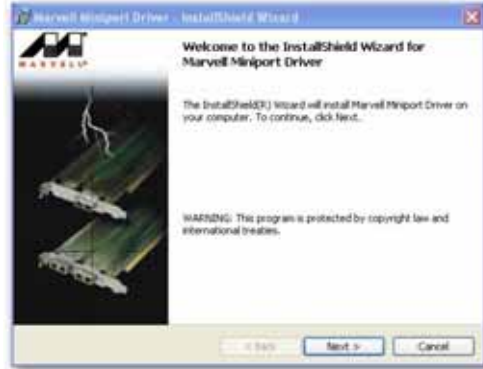 Marvell Miniport Driver - InstallShield Wizard
MARVELL®
Welcome to the InstallShield Wizard for
Marvell Miniport Driver
The InstallShield(R) Wizard will install Marvell Miniport Driver on
your computer. To continue, click Next.
WARNING: This program is protected by copyright law and
international treaties.
< Back
Next >
Cancel